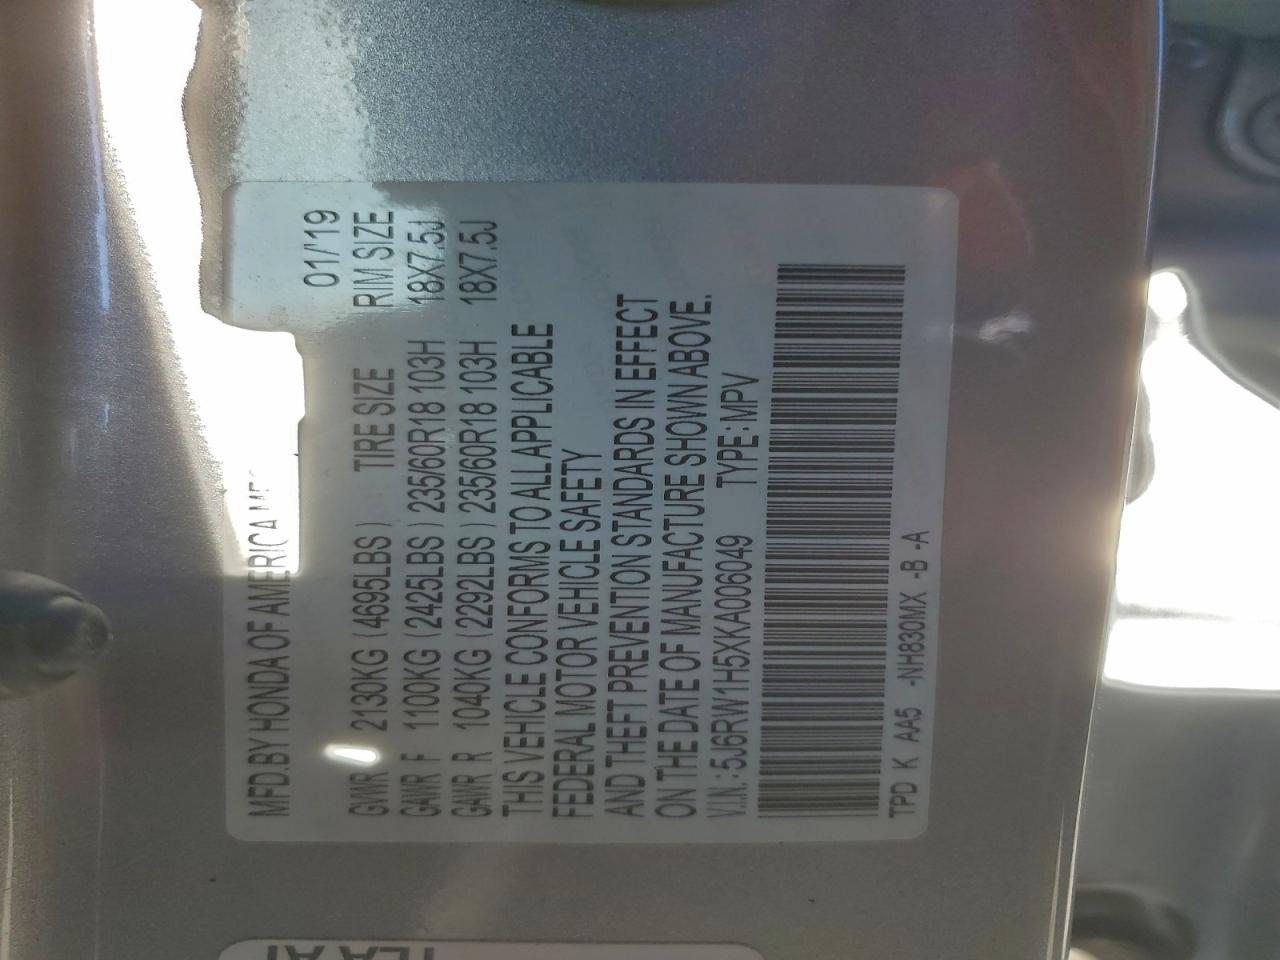 MFD.BY HONDA OF AMERICA
01/'19
GVWR 2130KG (4695LBS) TIRE SIZE RIM SIZE
GAWR F 1100KG (2425LBS) 235/60R18 103H 18X7.5J
GAWR R 1040KG (2292LBS) 235/60R18 103H 18X7.5J
THIS VEHICLE CONFORMS TO ALL APPLICABLE
FEDERAL MOTOR VEHICLE SAFETY
AND THEFT PREVENTION STANDARDS IN EFFECT
ON THE DATE OF MANUFACTURE SHOWN ABOVE.
V.I.N.: 5J6RW1H5XKA006049 TYPE: MPV
TPD K AA5 -NH830MX -B -A